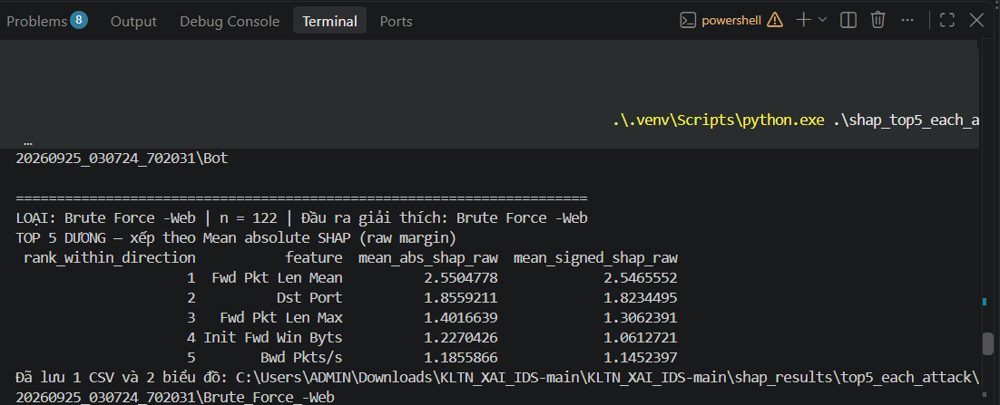 Problems 8 Output Debug Console Terminal Ports powershell
.\.venv\Scripts\python.exe .\shap_top5_each_a
…
20260925_030724_702031\Bot
======================================================================
LOẠI: Brute Force -Web | n = 122 | Đầu ra giải thích: Brute Force -Web
TOP 5 DƯƠNG — xếp theo Mean absolute SHAP (raw margin)
rank_within_direction feature mean_abs_shap_raw mean_signed_shap_raw
1 Fwd Pkt Len Mean 2.5504778 2.5465552
2 Dst Port 1.8559211 1.8234495
3 Fwd Pkt Len Max 1.4016639 1.3062391
4 Init Fwd Win Byts 1.2270426 1.0612721
5 Bwd Pkts/s 1.1855866 1.1452397
Đã lưu 1 CSV và 2 biểu đồ: C:\Users\ADMIN\Downloads\KLTN_XAI_IDS-main\KLTN_XAI_IDS-main\shap_results\top5_each_attack\
20260925_030724_702031\Brute_Force_-Web